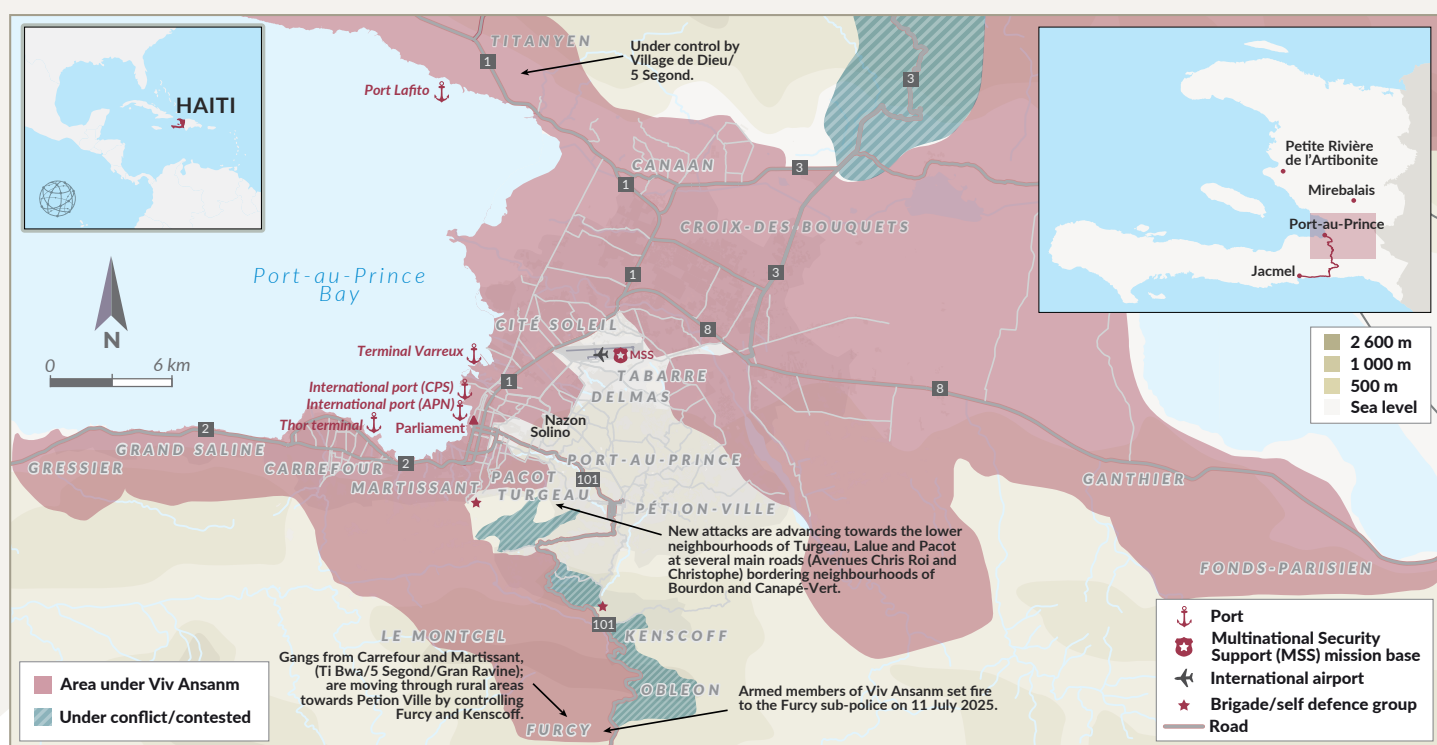 HAITI
TITANYEN
Under control by
Village de Dieu/
5 Segond.
1
3
Port Lafito
CANAAN
3
1
CROIX-DES-BOUQUETS
Petite Rivière
de l'Artibonite
Mirebalais
Port-au-Prince
Jacmel
Port-au-Prince
Bay
1
3
N
0
6 km
CITÉ SOLEIL
8
Terminal Varreux
MSS
TABARRE
2 600 m
1 000 m
500 m
Sea level
1
8
International port (CPS)
International port (APN)
DELMAS
Thor terminal
Parliament
Nazon
Solino
2
GRAND SALINE
GRESSIER
CARREFOUR
2
MARTISSANT
PACOT
TURGEAU
PORT-AU-PRINCE
101
PÉTION-VILLE
GANTHIER
New attacks are advancing towards the lower
neighbourhoods of Turgeau, Lalue and Pacot
at several main roads (Avenues Chris Roi and
Christophe) bordering neighbourhoods of
Bourdon and Canapé-Vert.
FONDS-PARISIEN
101
LE MONTCEL
KENSCOFF
Gangs from Carrefour and Martissant,
(Ti Bwa/5 Segond/Gran Ravine);
are moving through rural areas
towards Petion Ville by controlling
Furcy and Kenscoff.
OBLEON
Armed members of Viv Ansanm set fire
to the Furcy sub-police on 11 July 2025.
FURCY
Area under Viv Ansanm
Under conflict/contested
Port
Multinational Security
Support (MSS) mission base
International airport
Brigade/self defence group
Road